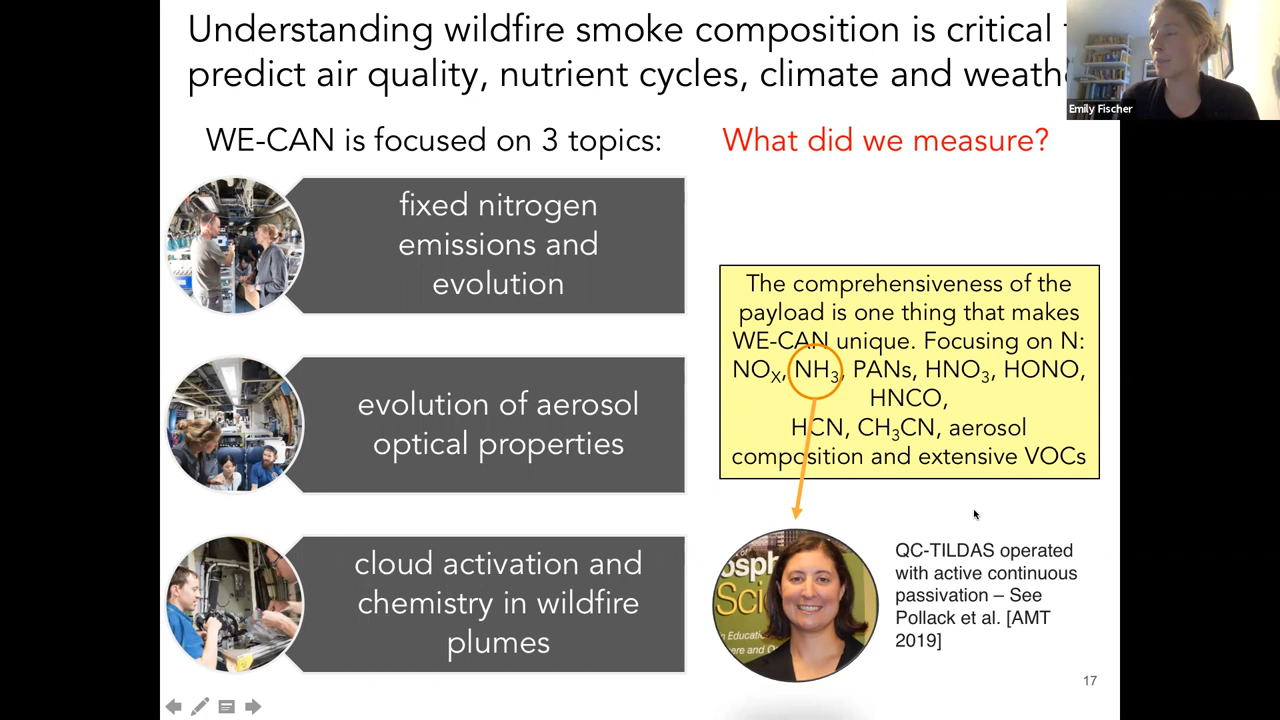 Understanding wildfire smoke composition is critical
predict air quality, nutrient cycles, climate and
Emily Fischer
WE-CAN is focused on 3 topics:
What did we measure?
fixed nitrogen
emissions and
evolution
evolution of aerosol
optical properties
cloud activation and
chemistry in wildfire
plumes
The comprehensiveness of the
payload is one thing that makes
WE-CAN unique. Focusing on N:
NOX, NH3, PANs, HNO3, HONO,
HNCO,
HCN, CH3CN, aerosol
composition and extensive VOCs
QC-TILDAS operated
with active continuous
passivation – See
Pollack et al. [AMT
2019]
17